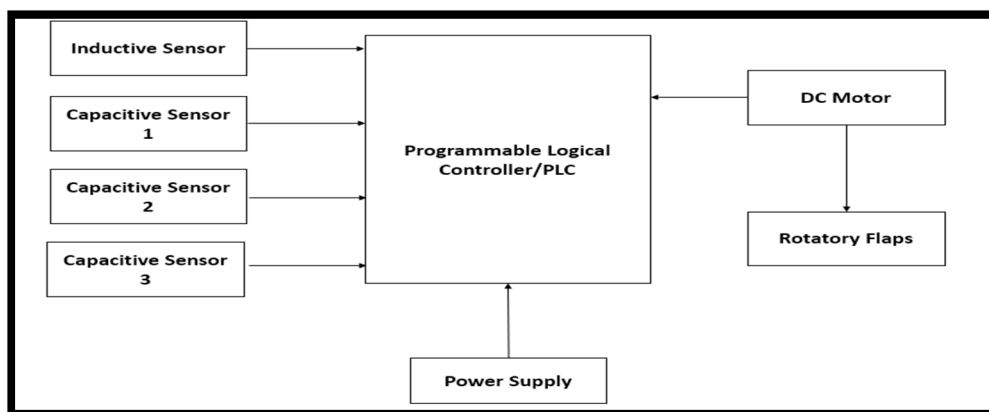 Inductive Sensor
Capacitive Sensor
1
Capacitive Sensor
2
Capacitive Sensor
3
Programmable Logical
Controller/PLC
DC Motor
Rotatory Flaps
Power Supply